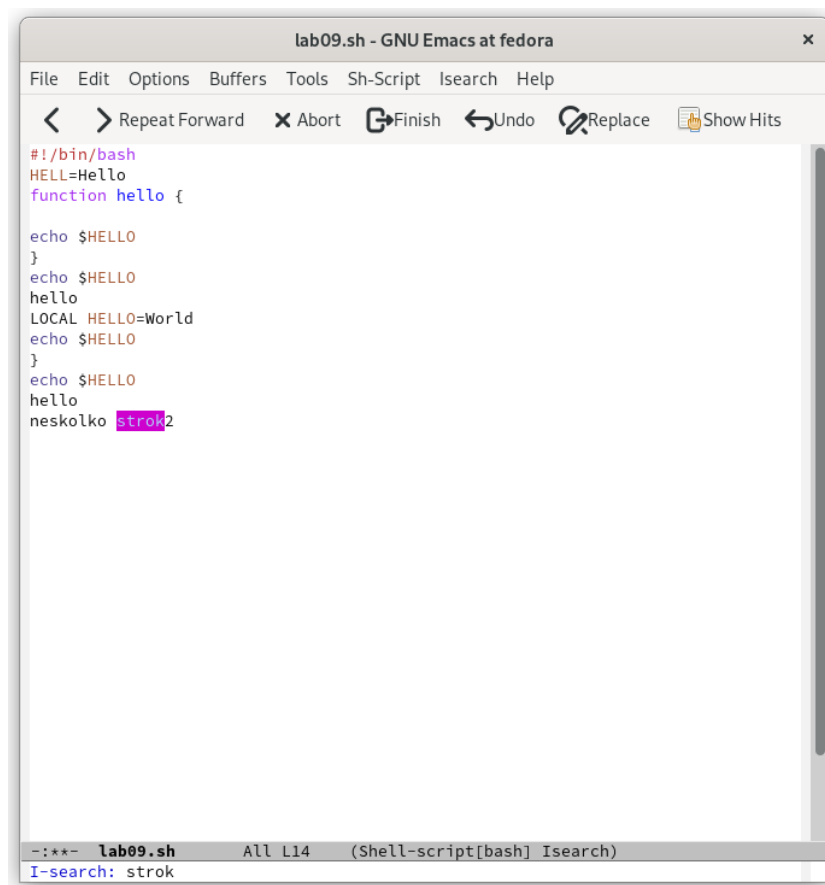 lab09.sh - GNU Emacs at fedora
File Edit Options Buffers Tools Sh-Script Isearch Help
Repeat Forward Abort Finish Undo Replace Show Hits
#!/bin/bash
HELL=Hello
function hello {
echo $HELLO
}
echo $HELLO
hello
LOCAL HELLO=World
echo $HELLO
}
echo $HELLO
hello
neskolko strok2
-:**- lab09.sh All L14 (Shell-script[bash] Isearch)
I-search: strok